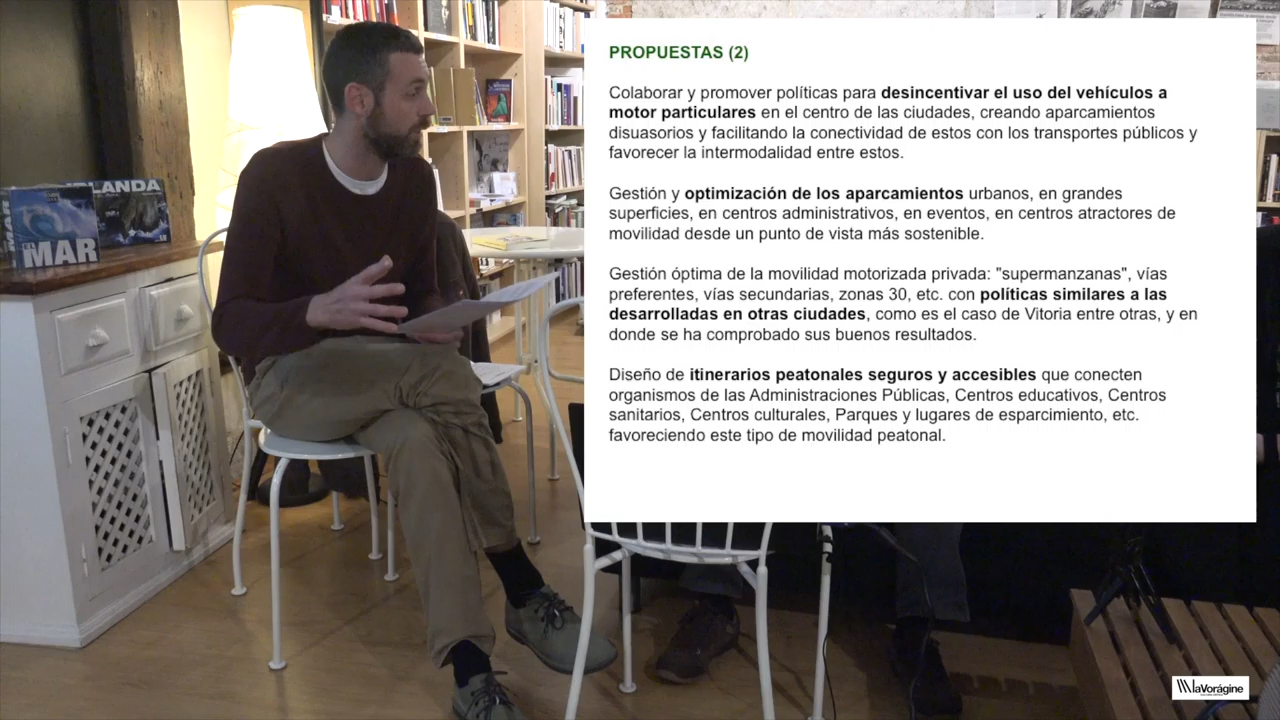 PROPUESTAS (2)
Colaborar y promover políticas para desincentivar el uso del vehículos a
motor particulares en el centro de las ciudades, creando aparcamientos
disuasorios y facilitando la conectividad de estos con los transportes públicos y
favorecer la intermodalidad entre estos.
Gestión y optimización de los aparcamientos urbanos, en grandes
superficies, en centros administrativos, en eventos, en centros atractores de
movilidad desde un punto de vista más sostenible.
Gestión óptima de la movilidad motorizada privada: "supermanzanas", vías
preferentes, vías secundarias, zonas 30, etc. con políticas similares a las
desarrolladas en otras ciudades, como es el caso de Vitoria entre otras, y en
donde se ha comprobado sus buenos resultados.
Diseño de itinerarios peatonales seguros y accesibles que conecten
organismos de las Administraciones Públicas, Centros educativos, Centros
sanitarios, Centros culturales, Parques y lugares de esparcimiento, etc.
favoreciendo este tipo de movilidad peatonal.
EL
MAR
laVorágine